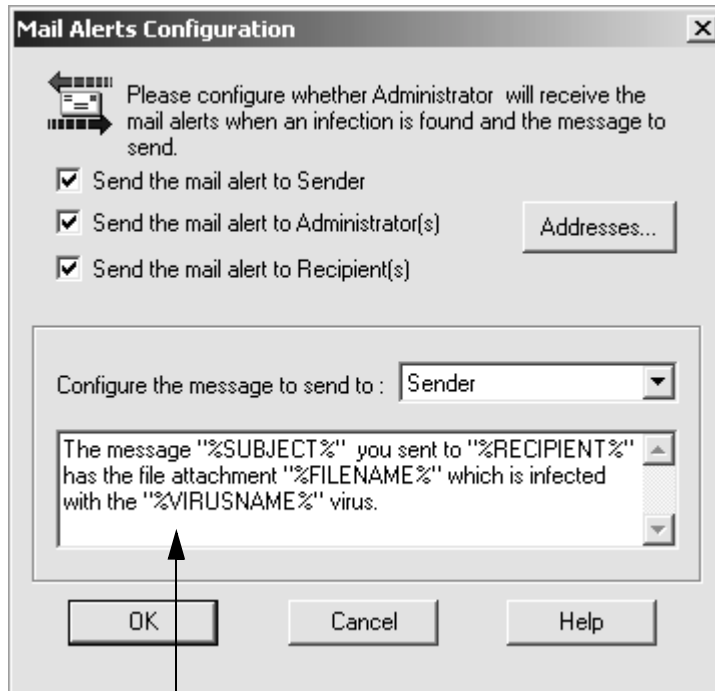 Mail Alerts Configuration
Please configure whether Administrator  will receive the
mail alerts when an infection is found and the message to
send.
Send the mail alert to Sender
Send the mail alert to Administrator(s)
Addresses...
Send the mail alert to Recipient(s)
Configure the message to send to : Sender
The message "%SUBJECT%"  you sent to "%RECIPIENT%"
has the file attachment "%FILENAME%" which is infected
with the "%VIRUSNAME%" virus.
OK
Cancel
Help